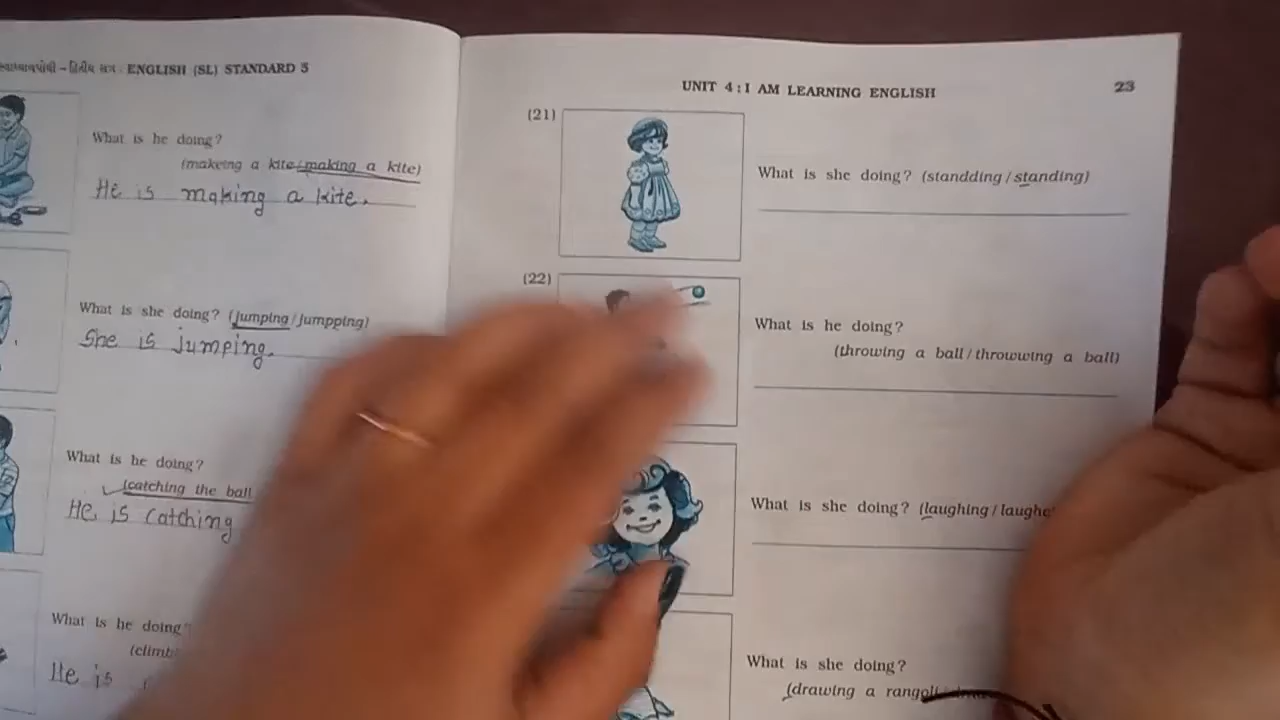 સ્વાધ્યાયપોથી – દ્વિતીય સત્ર : ENGLISH (SL) STANDARD 5
What is he doing?
(makeing a kite/making a kite)
He is making a kite.
What is she doing? (jumping/jumpping)
She is jumping.
What is he doing?
(catching the ball
He is catching
What is he doing?
He is
UNIT 4 : I AM LEARNING ENGLISH 23
(21)
What is she doing? (standding/standing)
(22)
What is he doing?
(throwing a ball/throwwing a ball)
What is she doing? (laughing/
What is she doing?
(drawing a